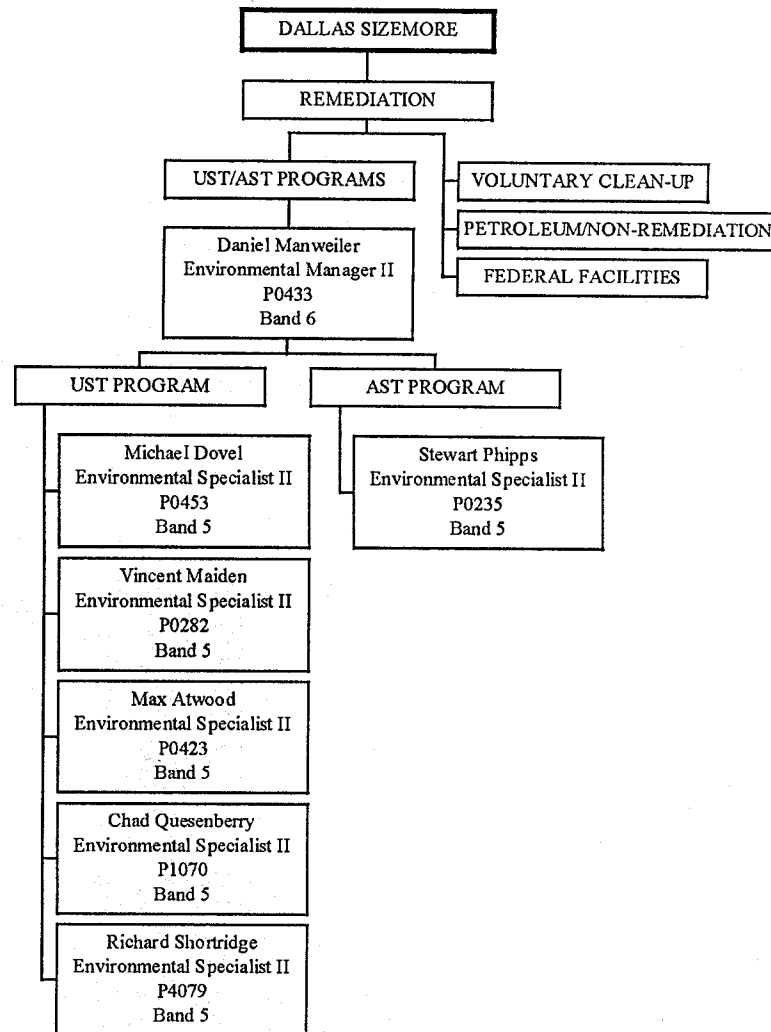 DALLAS SIZEMORE
REMEDIATION
UST/AST PROGRAMS
VOLUNTARY CLEAN-UP
PETROLEUM/NON-REMEDIATION
FEDERAL FACILITIES
Daniel Manweiler
Environmental Manager II
P0433
Band 6
UST PROGRAM
Michael Dovel
Environmental Specialist II
P0453
Band 5
Vincent Maiden
Environmental Specialist II
P0282
Band 5
Max Atwood
Environmental Specialist II
P0423
Band 5
Chad Quesenberry
Environmental Specialist II
P1070
Band 5
Richard Shortridge
Environmental Specialist II
P4079
Band 5
AST PROGRAM
Stewart Phipps
Environmental Specialist II
P0235
Band 5